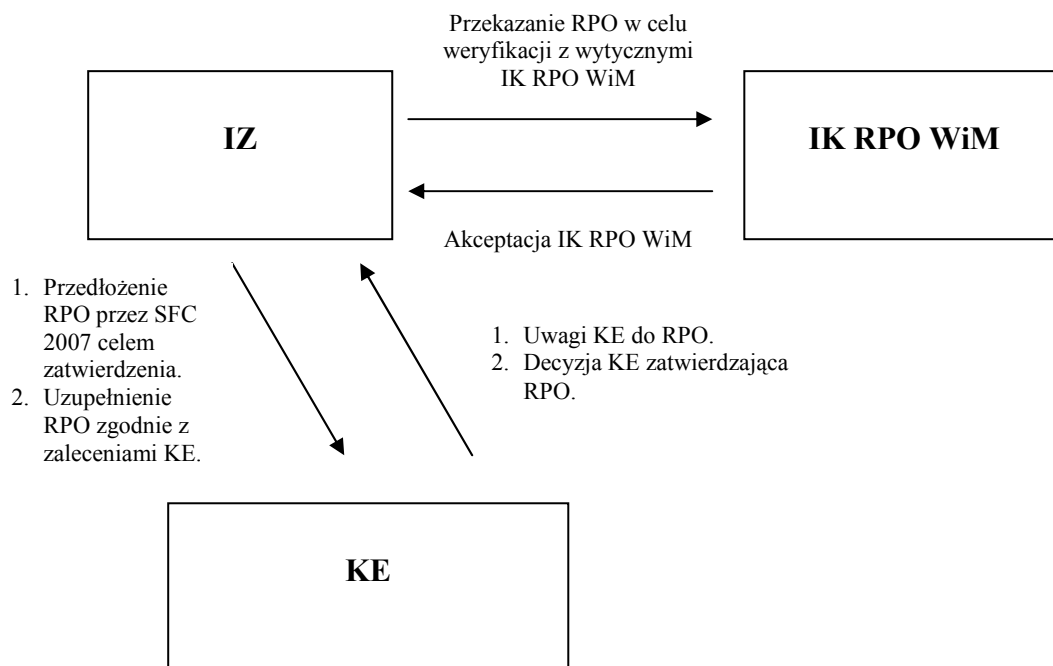 Przekazanie RPO w celu
weryfikacji z wytycznymi
IK RPO WiM
IZ
IK RPO WiM
Akceptacja IK RPO WiM
1. Przedłożenie
RPO przez SFC
2007 celem
zatwierdzenia.
2. Uzupełnienie
RPO zgodnie z
zaleceniami KE.
1. Uwagi KE do RPO.
2. Decyzja KE zatwierdzająca
RPO.
KE